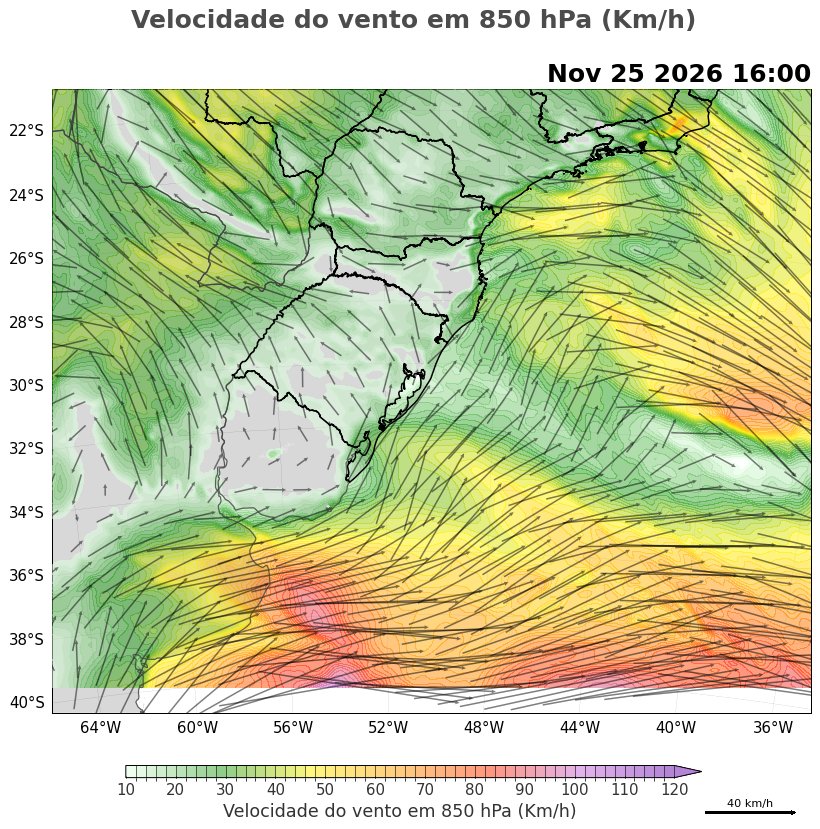 Velocidade do vento em 850 hPa (Km/h)
Nov 25 2026 16:00
22°S
24°S
26°S
28°S
30°S
32°S
34°S
36°S
38°S
40°S
64°W 60°W 56°W 52°W 48°W 44°W 40°W 36°W
10 20 30 40 50 60 70 80 90 100 110 120
Velocidade do vento em 850 hPa (Km/h)
40 km/h